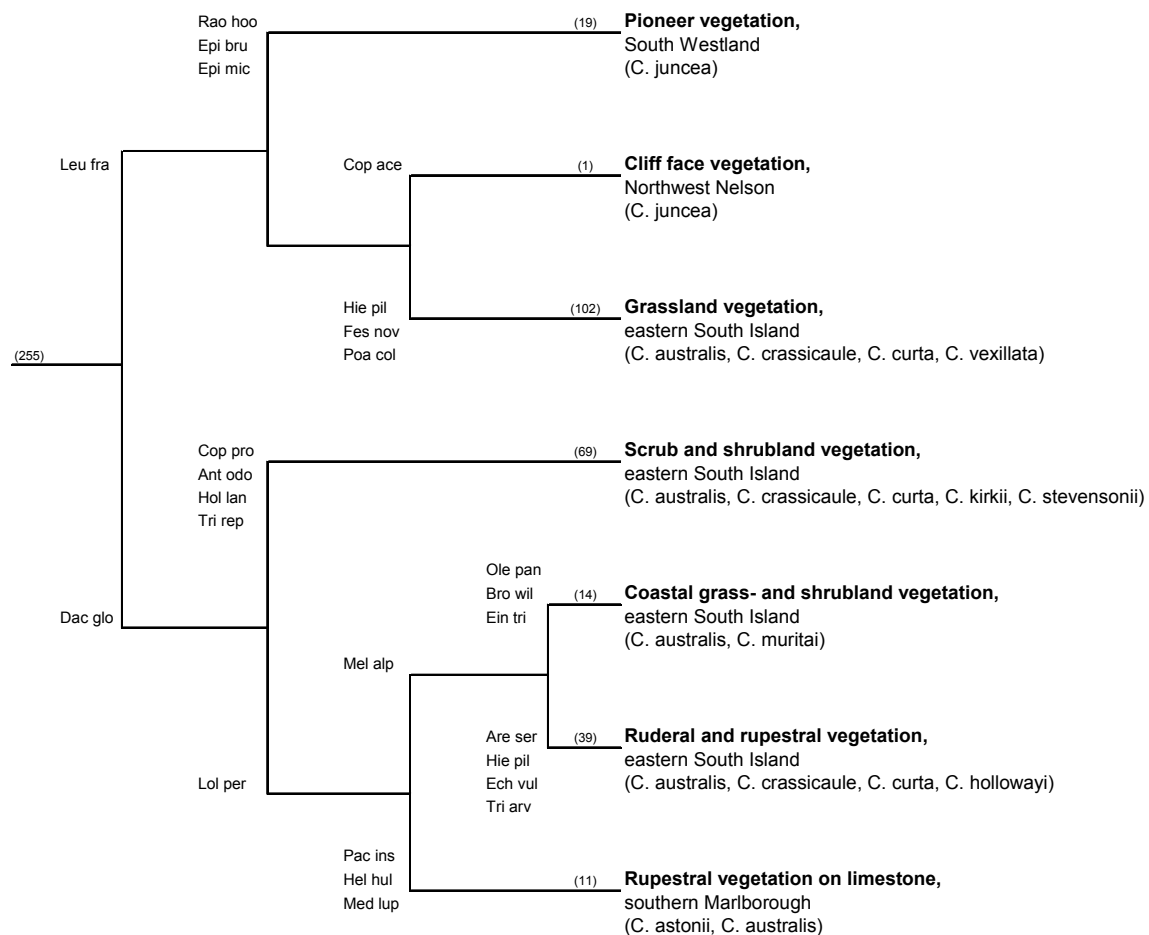 Rao hoo
Epi bru
Epi mic
(19)
Pioneer vegetation,
South Westland
(C. juncea)
Leu fra
Cop ace
(1)
Cliff face vegetation,
Northwest Nelson
(C. juncea)
Hie pil
Fes nov
Poa col
(102)
Grassland vegetation,
eastern South Island
(C. australis, C. crassicaule, C. curta, C. vexillata)
(255)
Cop pro
Ant odo
Hol lan
Tri rep
(69)
Scrub and shrubland vegetation,
eastern South Island
(C. australis, C. crassicaule, C. curta, C. kirkii, C. stevensonii)
Dac glo
Ole pan
Bro wil
Ein tri
(14)
Coastal grass- and shrubland vegetation,
eastern South Island
(C. australis, C. muritai)
Mel alp
Are ser
Hie pil
Ech vul
Tri arv
(39)
Ruderal and rupestral vegetation,
eastern South Island
(C. australis, C. crassicaule, C. curta, C. hollowayi)
Lol per
Pac ins
Hel hul
Med lup
(11)
Rupestral vegetation on limestone,
southern Marlborough
(C. astonii, C. australis)